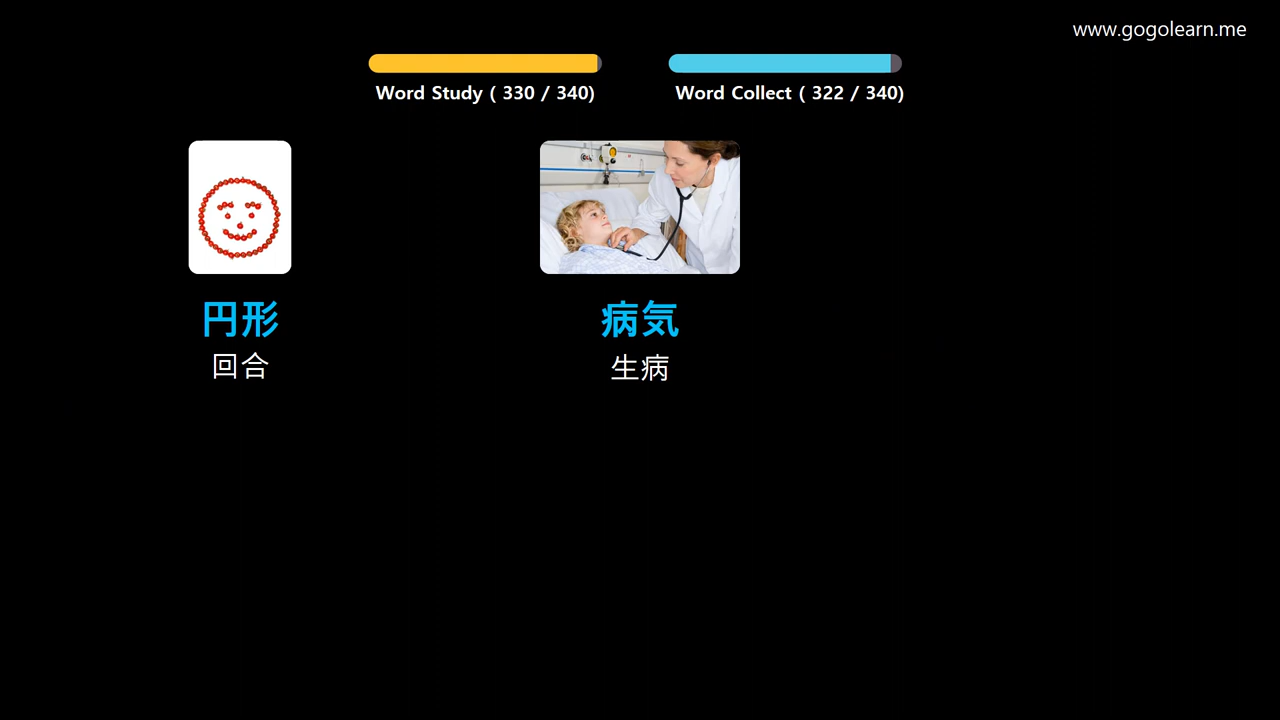 www.gogolearn.me
Word Study ( 330 / 340)
Word Collect ( 322 / 340)
円形
回合
病気
生病